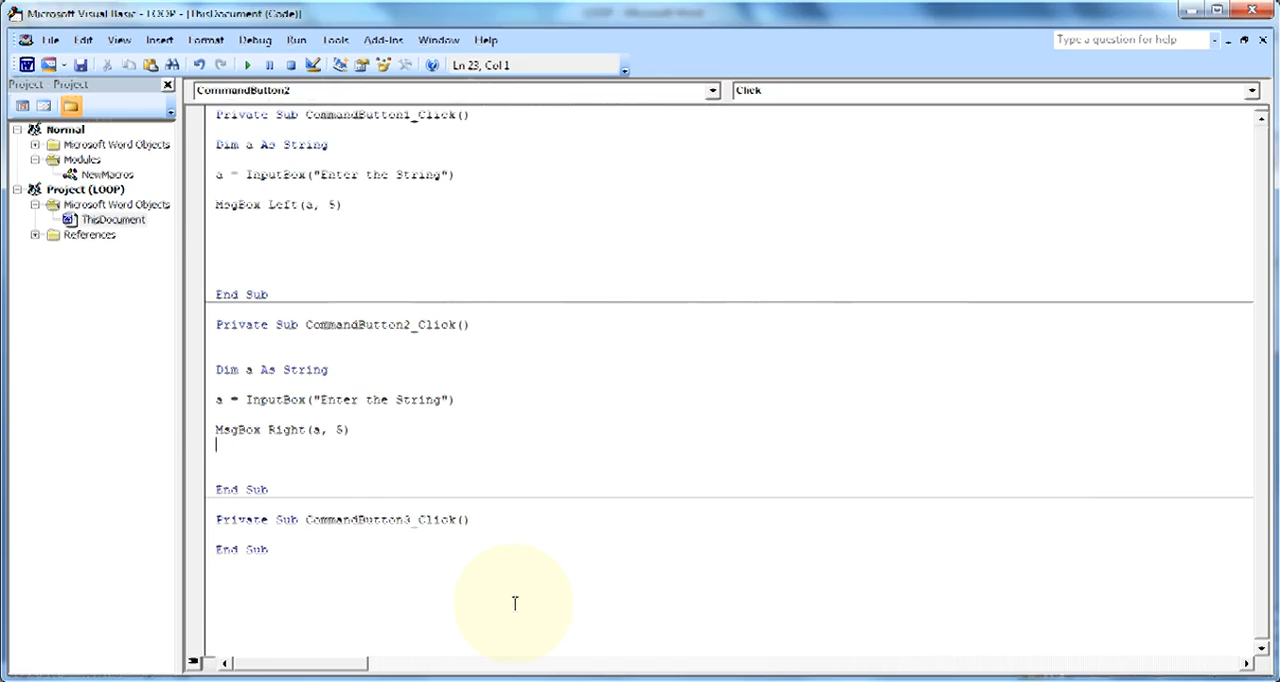 Microsoft Visual Basic - LOOP - [ThisDocument (Code)]
File Edit View Insert Format Debug Run Tools Add-Ins Window Help
Type a question for help
Ln 23, Col 1
Project - Project
CommandButton2
Click
Normal
Microsoft Word Objects
Modules
NewMacros
Project (LOOP)
Microsoft Word Objects
ThisDocument
References
Private Sub CommandButton1_Click()
Dim a As String
a = InputBox("Enter the String")
MsgBox Left(a, 5)
End Sub
Private Sub CommandButton2_Click()
Dim a As String
a = InputBox("Enter the String")
MsgBox Right(a, 5)
End Sub
Private Sub CommandButton3_Click()
End Sub